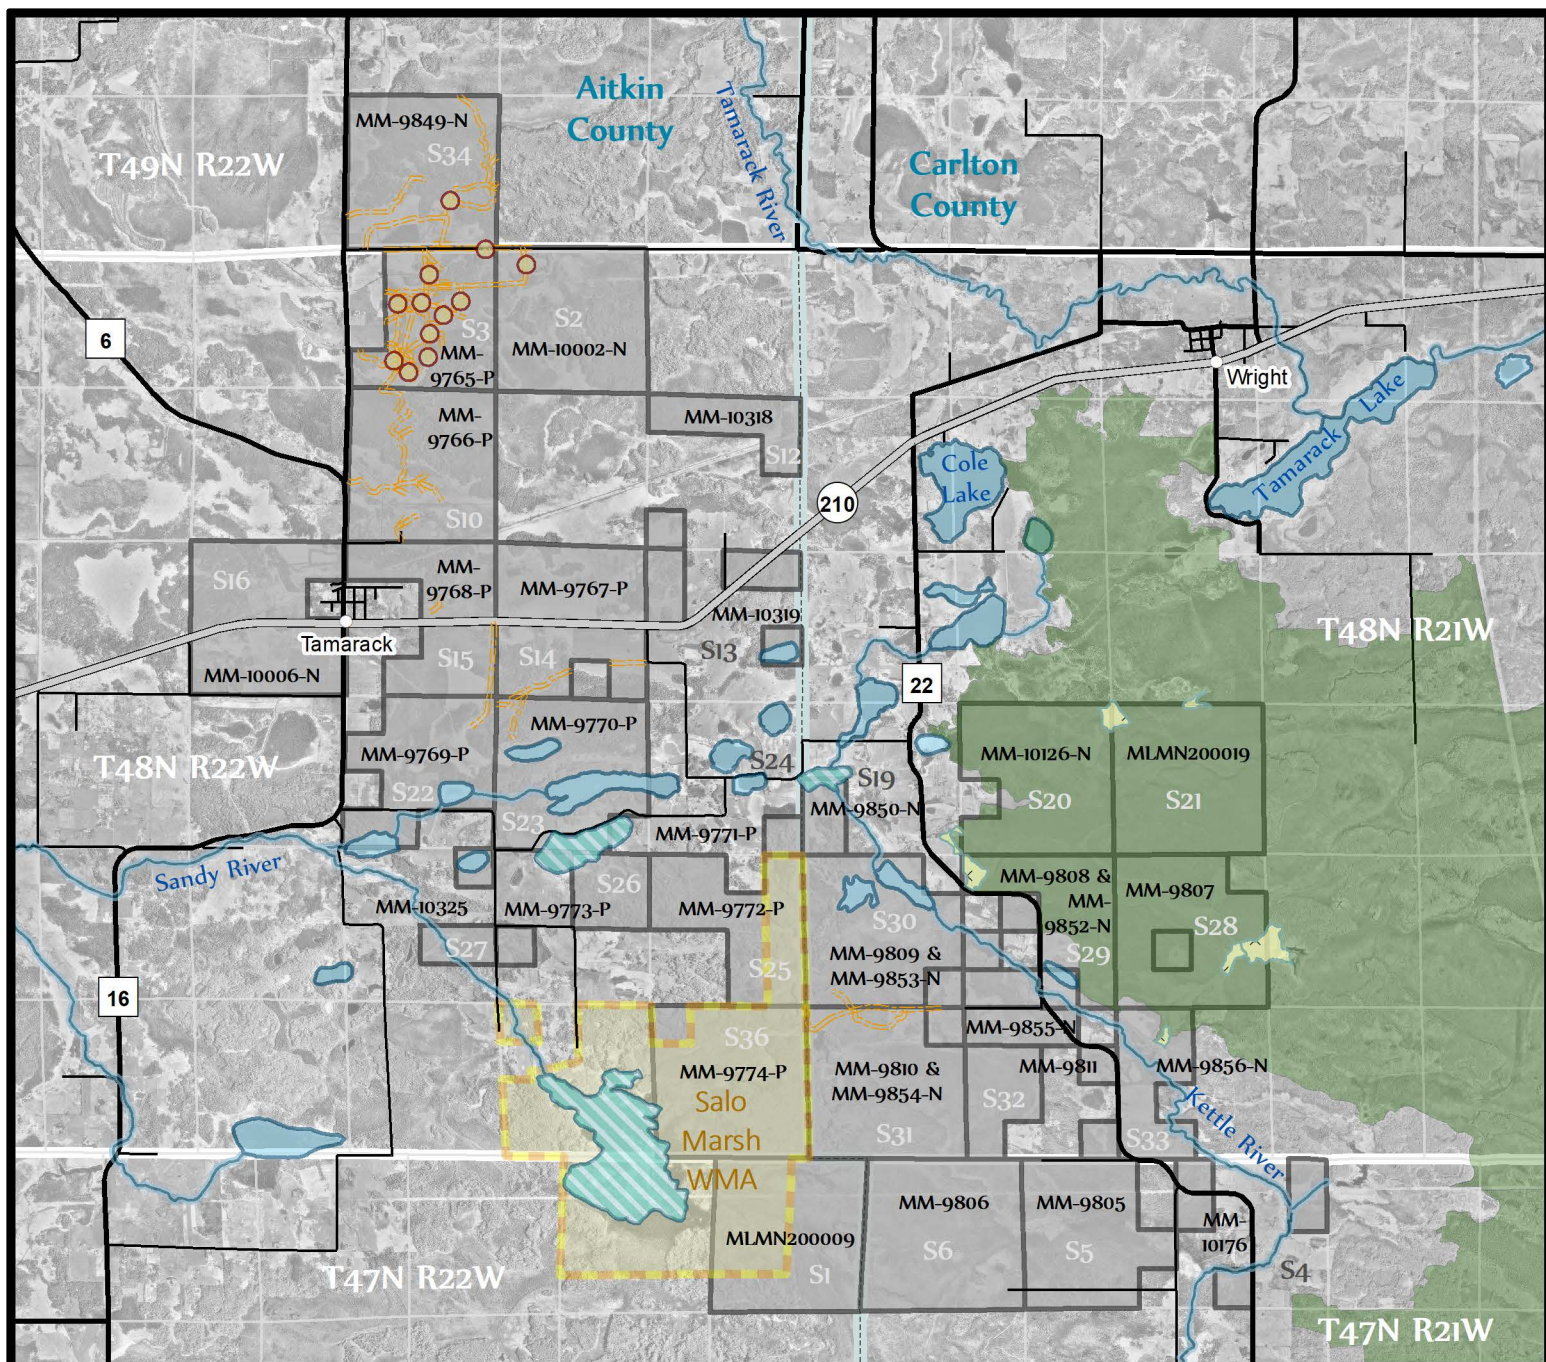 Aitkin
County
Tamarack River
MM-9849-N
S34
T49N R22W
Carlton
County
6
S3
MM-
9765-P
S2
MM-10002-N
Wright
Lake
Tamarack
MM-
9766-P
MM-10318
S12
Cole
Lake
210
S10
S16
MM-
9768-P
MM-9767-P
MM-10319
Tamarack
S13
S15
S14
T48N R21W
MM-10006-N
22
MM-9770-P
MM-9769-P
T48N R22W
S24
MM-10126-N
MLMN200019
S19
S22
S20
S21
MM-9850-N
S23
MM-9771-P
Sandy River
S26
MM-9808 &
MM-
9852-N
MM-9807
MM-10325
MM-9773-P
MM-9772-P
S30
S28
S27
MM-9809 &
MM-9853-N
S29
S25
16
S36
MM-9855-N
MM-9774-P
MM-9810 &
MM-9854-N
MM-9811
MM-9856-N
Salo
Marsh
WMA
S32
S31
S33
Kettle River
MM-9806
MM-9805
MLMN200009
MM-
10176
S6
S5
S1
S4
T47N R22W
T47N R21W